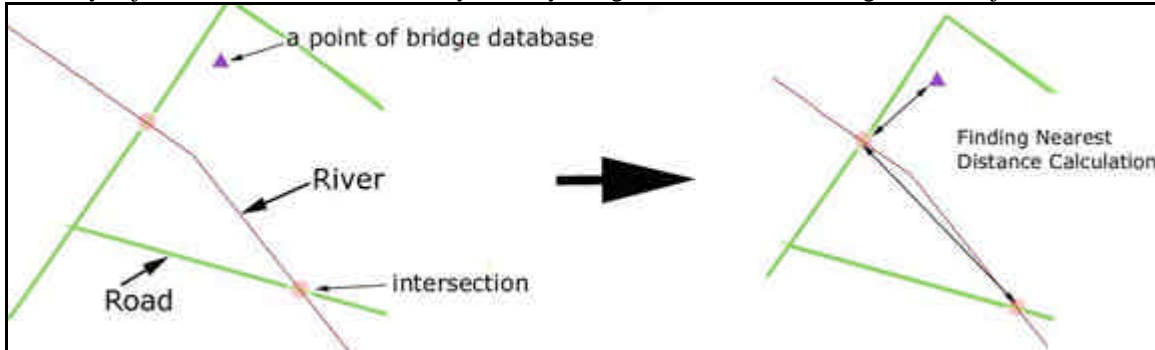 a point of bridge database
River
Road
intersection
Finding Nearest
Distance Calculation